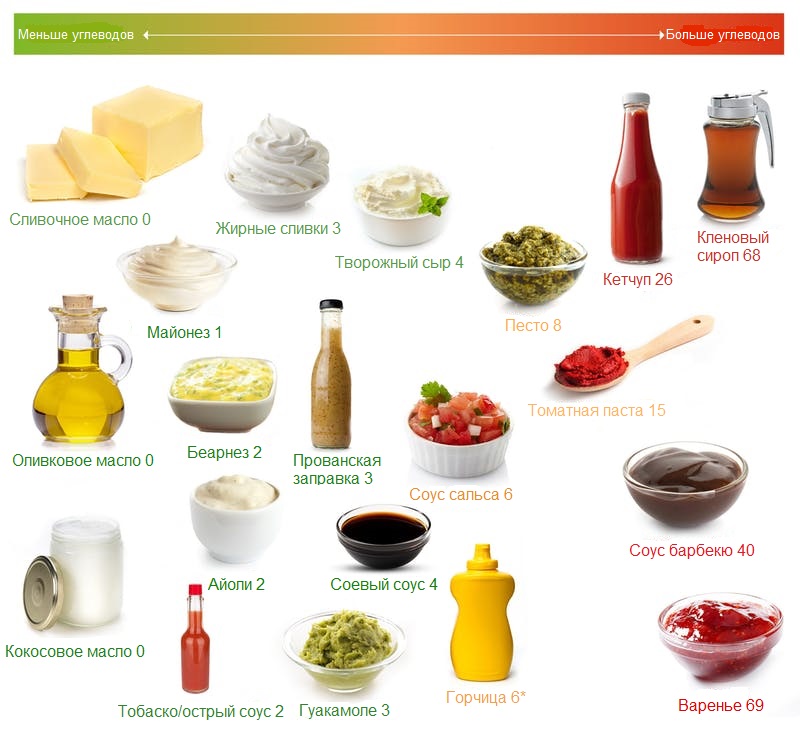 Меньше углеводов
Больше углеводов
Сливочное масло 0
Жирные сливки 3
Творожный сыр 4
Кетчуп 26
Кленовый
сироп 68
Майонез 1
Песто 8
Томатная паста 15
Оливковое масло 0
Беарнез 2
Прованская
заправка 3
Соус сальса 6
Соус барбекю 40
Айоли 2
Соевый соус 4
Кокосовое масло 0
Тобаско/острый соус 2
Гуакамоле 3
Горчица 6*
Варенье 69